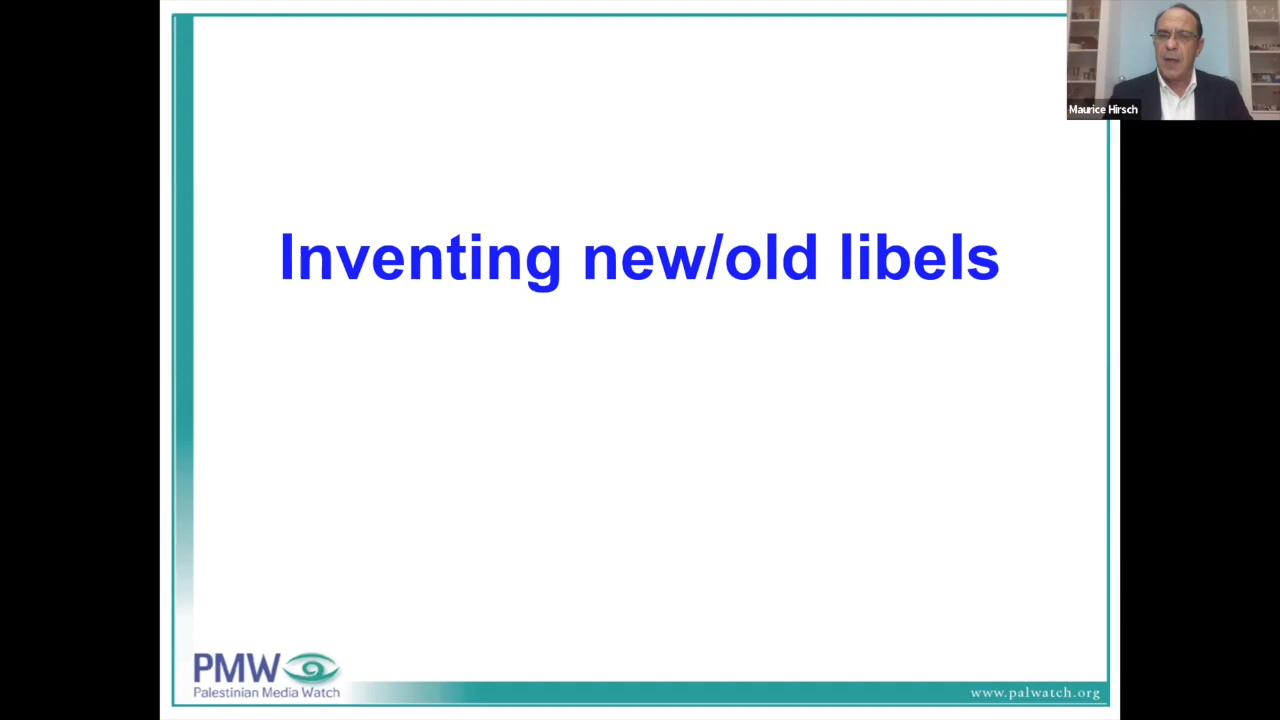 Maurice Hirsch
Inventing new/old libels
PMW
Palestinian Media Watch
www.palwatch.org